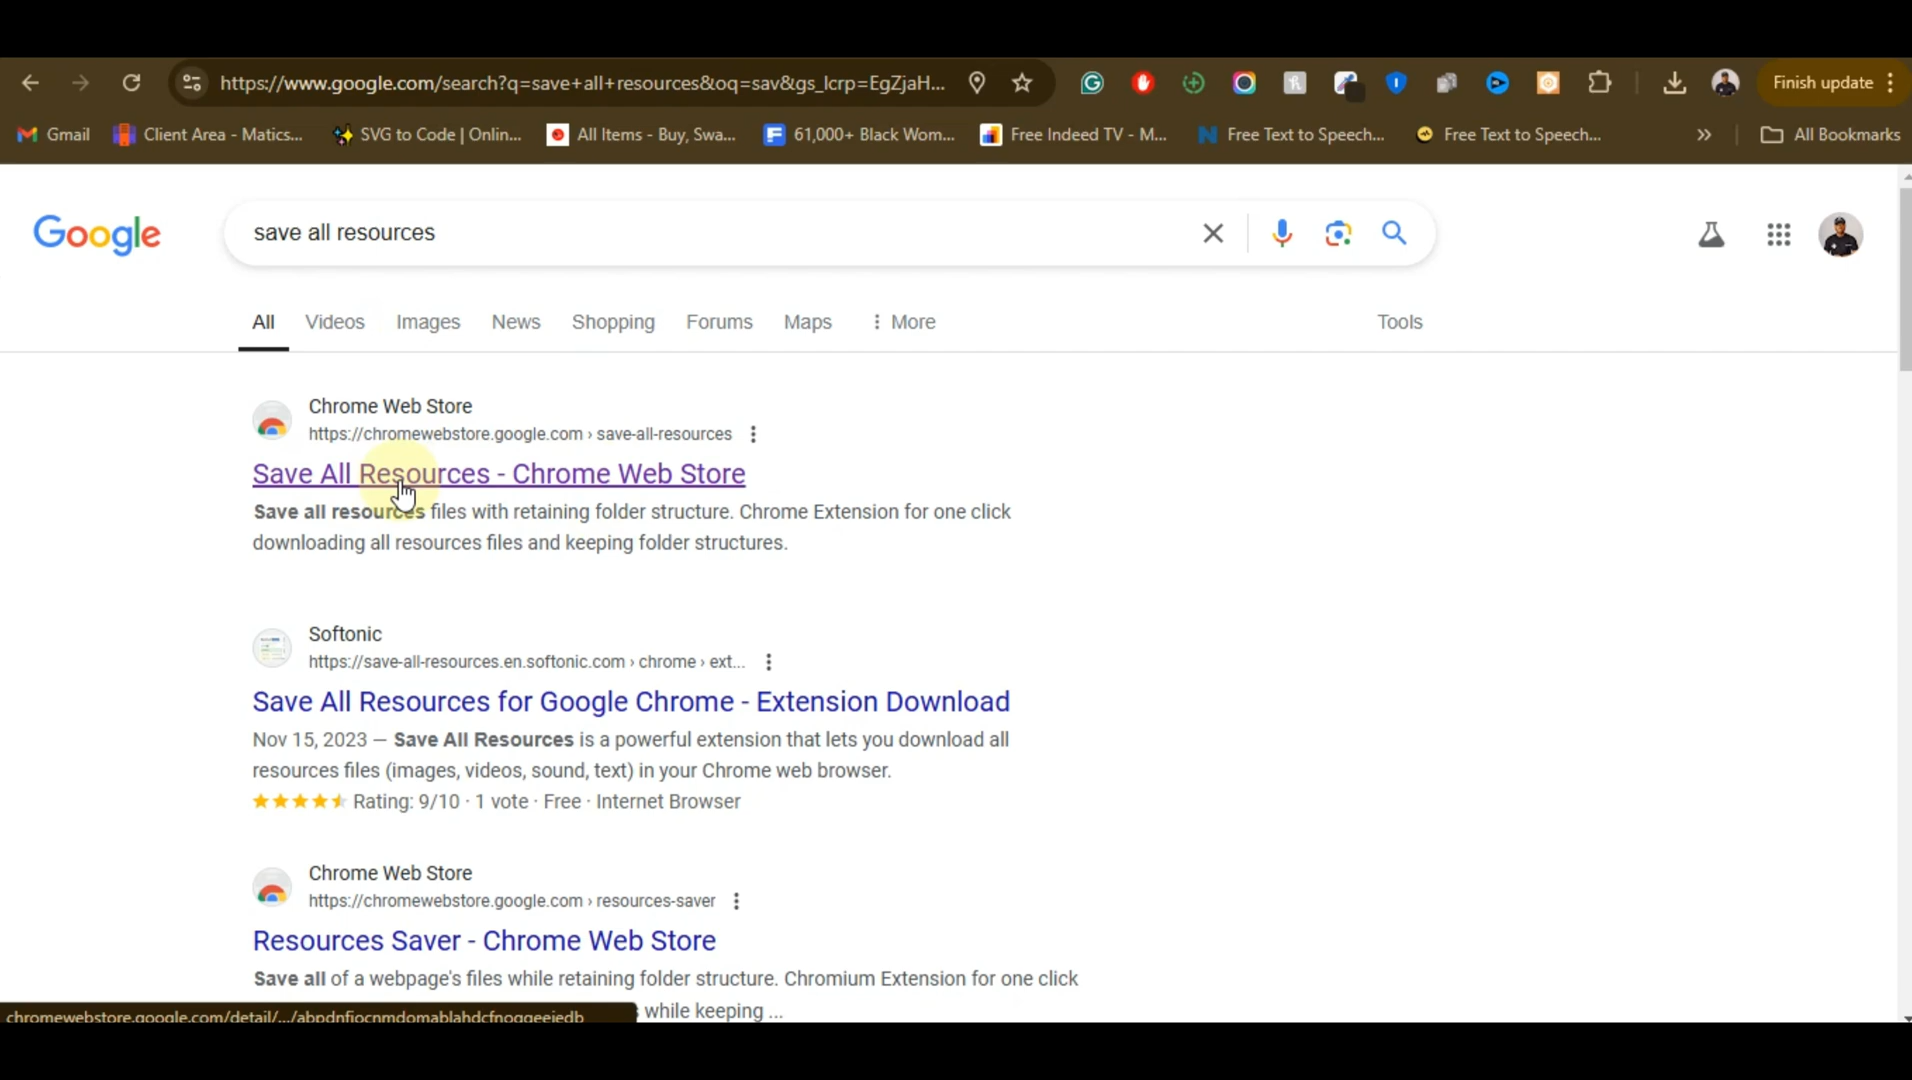 https://www.google.com/search?q=save+all+resources&oq=sav&gs_lcrp=EgZjaH...
Finish update
Gmail
Client Area - Matics...
SVG to Code | Onlin...
All Items - Buy, Swa...
61,000+ Black Wom...
Free Indeed TV - M...
Free Text to Speech...
Free Text to Speech...
»
All Bookmarks
Google
save all resources
All
Videos
Images
News
Shopping
Forums
Maps
More
Tools
Chrome Web Store
https://chromewebstore.google.com › save-all-resources
Save All Resources - Chrome Web Store
Save all resources files with retaining folder structure. Chrome Extension for one click
downloading all resources files and keeping folder structures.
Softonic
https://save-all-resources.en.softonic.com › chrome › ext...
Save All Resources for Google Chrome - Extension Download
Nov 15, 2023 — Save All Resources is a powerful extension that lets you download all
resources files (images, videos, sound, text) in your Chrome web browser.
Rating: 9/10 · 1 vote · Free · Internet Browser
Chrome Web Store
https://chromewebstore.google.com › resources-saver
Resources Saver - Chrome Web Store
Save all of a webpage's files while retaining folder structure. Chromium Extension for one click
while keeping ...
chromewebstore.google.com/detail/.../abpdnfjocnmdomablahdcfnoggeeiedb